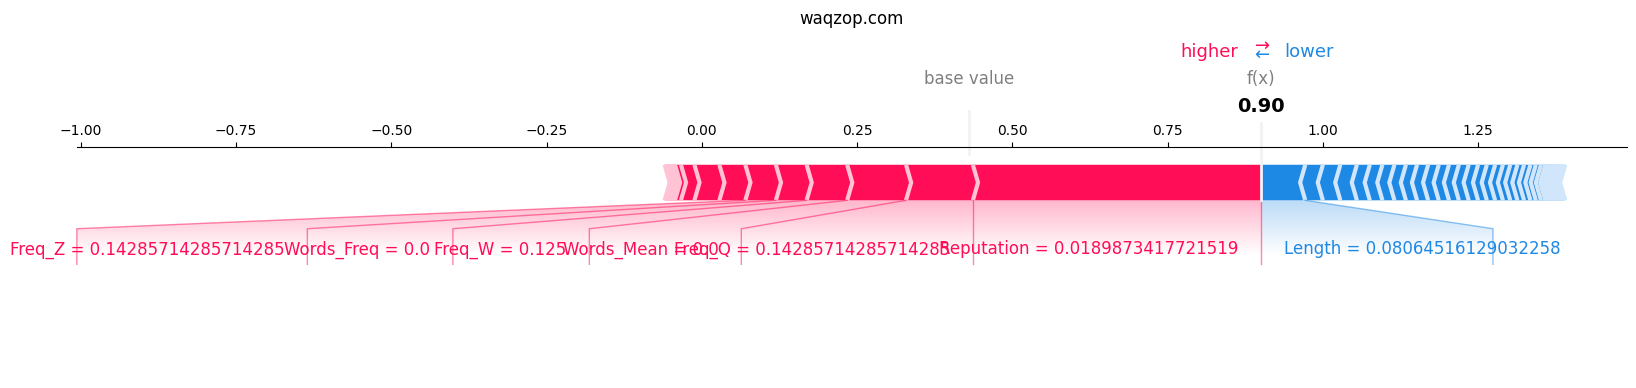 waqzop.com
higher → ← lower
base value f(x)
0.90
−1.00 −0.75 −0.50 −0.25 0.00 0.25 0.50 0.75 1.00 1.25
Freq_Z = 0.14285714285714285 Words_Freq = 0.0 Freq_W = 0.125 Words_Mean = 0.0 Freq_Q = 0.14285714285714285 Reputation = 0.0189873417721519 Length = 0.08064516129032258